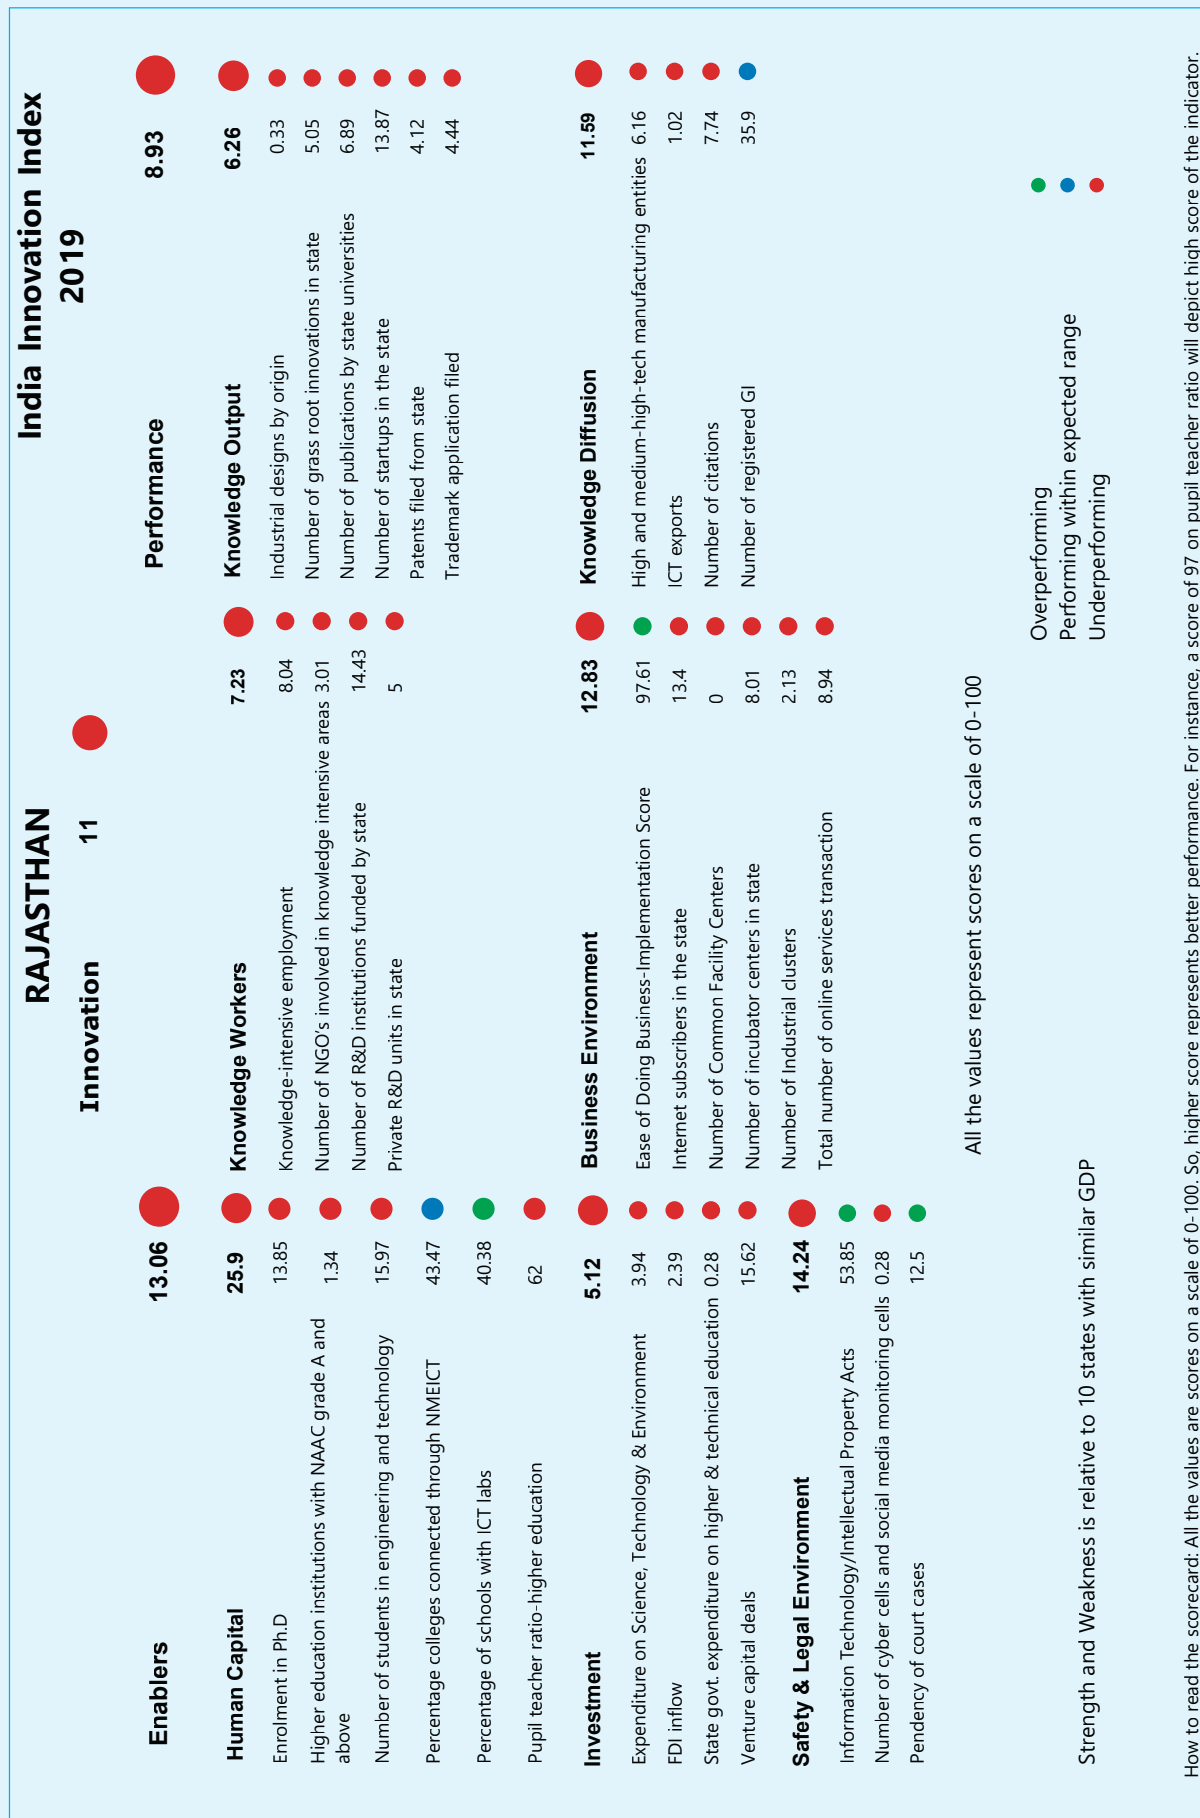 RAJASTHAN
India Innovation Index
2019
Innovation 11
Enablers 13.06
Performance 8.93
Human Capital 25.9
Enrolment in Ph.D 13.85
Higher education institutions with NAAC grade A and
above 1.34
Number of students in engineering and technology 15.97
Percentage colleges connected through NMEICT 43.47
Percentage of schools with ICT labs 40.38
Pupil teacher ratio-higher education 62
Knowledge Workers 7.23
Knowledge-intensive employment 8.04
Number of NGO's involved in knowledge intensive areas 3.01
Number of R&D institutions funded by state 14.43
Private R&D units in state 5
Knowledge Output 6.26
Industrial designs by origin 0.33
Number of grass root innovations in state 5.05
Number of publications by state universities 6.89
Number of startups in the state 13.87
Patents filed from state 4.12
Trademark application filed 4.44
Investment 5.12
Expenditure on Science, Technology & Environment 3.94
FDI inflow 2.39
State govt. expenditure on higher & technical education 0.28
Venture capital deals 15.62
Business Environment 12.83
Ease of Doing Business-Implementation Score 97.61
Internet subscribers in the state 13.4
Number of Common Facility Centers 0
Number of incubator centers in state 8.01
Number of Industrial clusters 2.13
Total number of online services transaction 8.94
Knowledge Diffusion 11.59
High and medium-high-tech manufacturing entities 6.16
ICT exports 1.02
Number of citations 7.74
Number of registered GI 35.9
Safety & Legal Environment 14.24
Information Technology/Intellectual Property Acts 53.85
Number of cyber cells and social media monitoring cells 0.28
Pendency of court cases 12.5
All the values represent scores on a scale of 0-100
Strength and Weakness is relative to 10 states with similar GDP
Overperforming
Performing within expected range
Underperforming
How to read the scorecard: All the values are scores on a scale of 0-100. So, higher score represents better performance. For instance, a score of 97 on pupil teacher ratio will depict high score of the indicator.